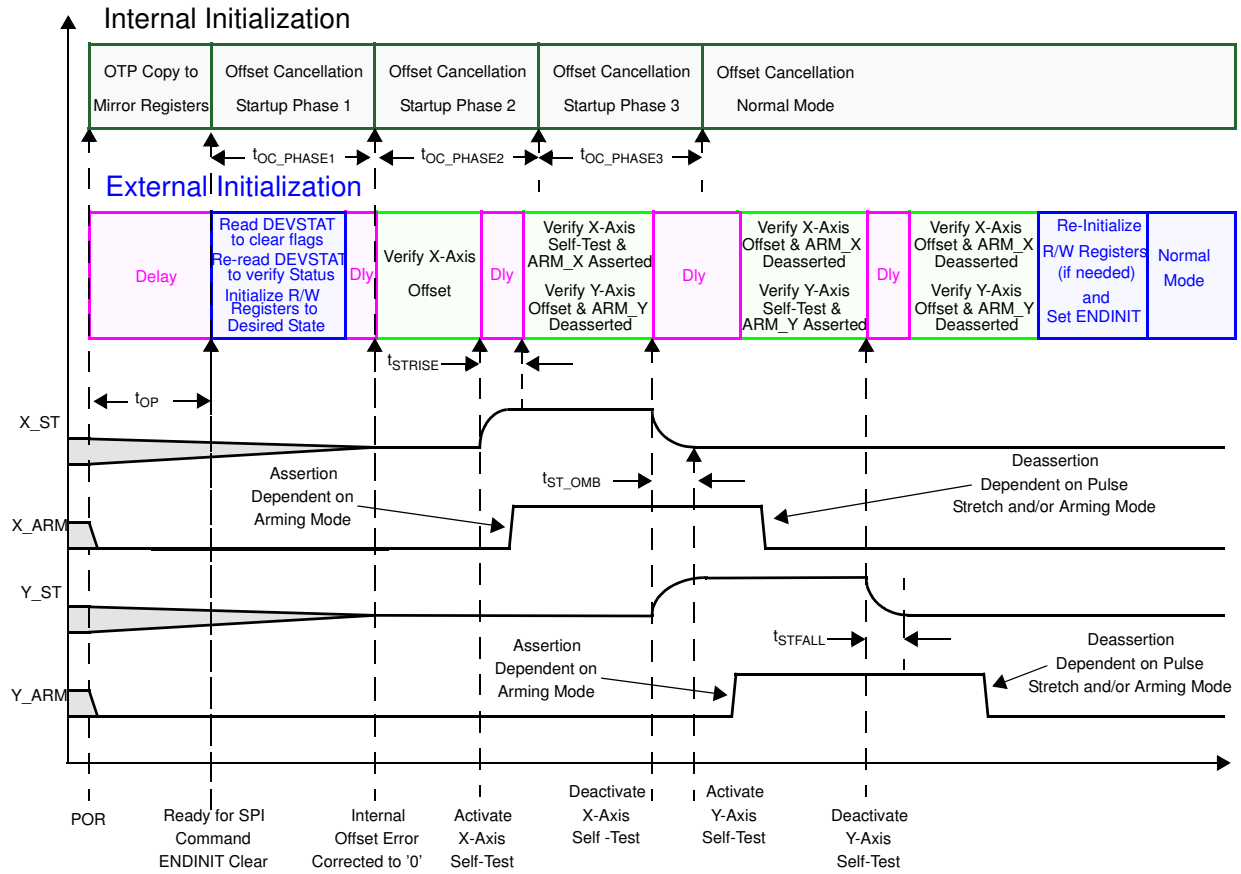 Internal Initialization
OTP Copy to
Mirror Registers
Offset Cancellation
Startup Phase 1
Offset Cancellation
Startup Phase 2
Offset Cancellation
Startup Phase 3
Offset Cancellation
Normal Mode
tOC_PHASE1
tOC_PHASE2
tOC_PHASE3
External Initialization
Delay
Read DEVSTAT
to clear flags
Re-read DEVSTAT
to verify Status
Initialize R/W
Registers to
Desired State
Dly
Verify X-Axis
Offset
Dly
Verify X-Axis
Self-Test &
ARM_X Asserted
Verify Y-Axis
Offset & ARM_Y
Deasserted
Dly
Verify X-Axis
Offset & ARM_X
Deasserted
Verify Y-Axis
Self-Test &
ARM_Y Asserted
Dly
Verify X-Axis
Offset & ARM_X
Deasserted
Verify Y-Axis
Offset & ARM_Y
Deasserted
Re-Initialize
R/W Registers
(if needed)
and
Set ENDINIT
Normal
Mode
tSTRISE
tOP
X_ST
Assertion
Dependent on
Arming Mode
tST_OMB
Deassertion
Dependent on Pulse
Stretch and/or Arming Mode
X_ARM
Y_ST
Assertion
Dependent on
Arming Mode
tSTFALL
Deassertion
Dependent on Pulse
Stretch and/or Arming Mode
Y_ARM
POR
Ready for SPI
Command
ENDINIT Clear
Internal
Offset Error
Corrected to '0'
Activate
X-Axis
Self-Test
Deactivate
X-Axis
Self -Test
Activate
Y-Axis
Self-Test
Deactivate
Y-Axis
Self-Test